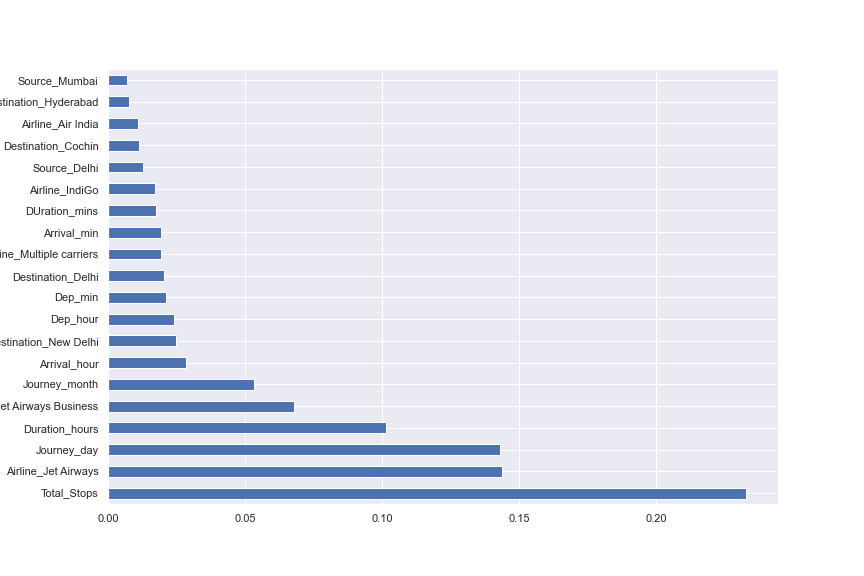 Source_Mumbai
stination_Hyderabad
Airline_Air India
Destination_Cochin
Source_Delhi
Airline_IndiGo
DUration_mins
Arrival_min
ine_Multiple carriers
Destination_Delhi
Dep_min
Dep_hour
estination_New Delhi
Arrival_hour
Journey_month
et Airways Business
Duration_hours
Journey_day
Airline_Jet Airways
Total_Stops
0.00 0.05 0.10 0.15 0.20